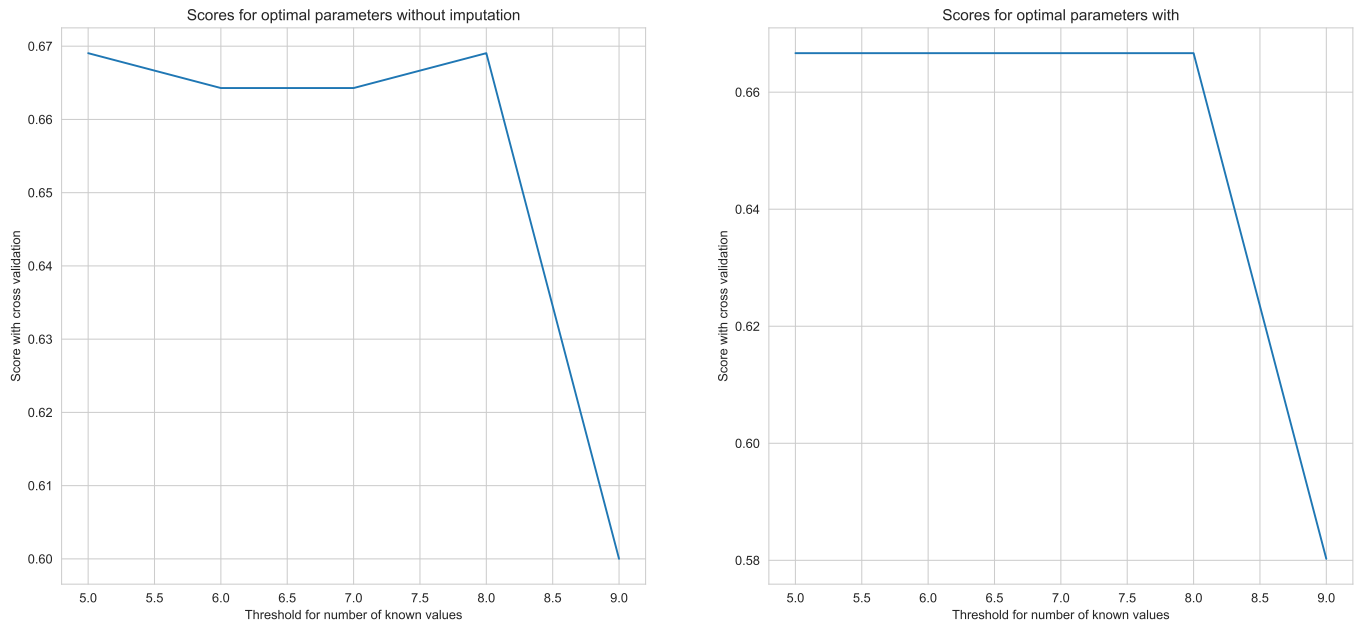 Scores for optimal parameters without imputation
0.67
0.66
0.65
0.64
0.63
0.62
0.61
0.60
Score with cross validation
5.0 5.5 6.0 6.5 7.0 7.5 8.0 8.5 9.0
Threshold for number of known values
Scores for optimal parameters with
0.66
0.64
0.62
0.60
0.58
Score with cross validation
5.0 5.5 6.0 6.5 7.0 7.5 8.0 8.5 9.0
Threshold for number of known values